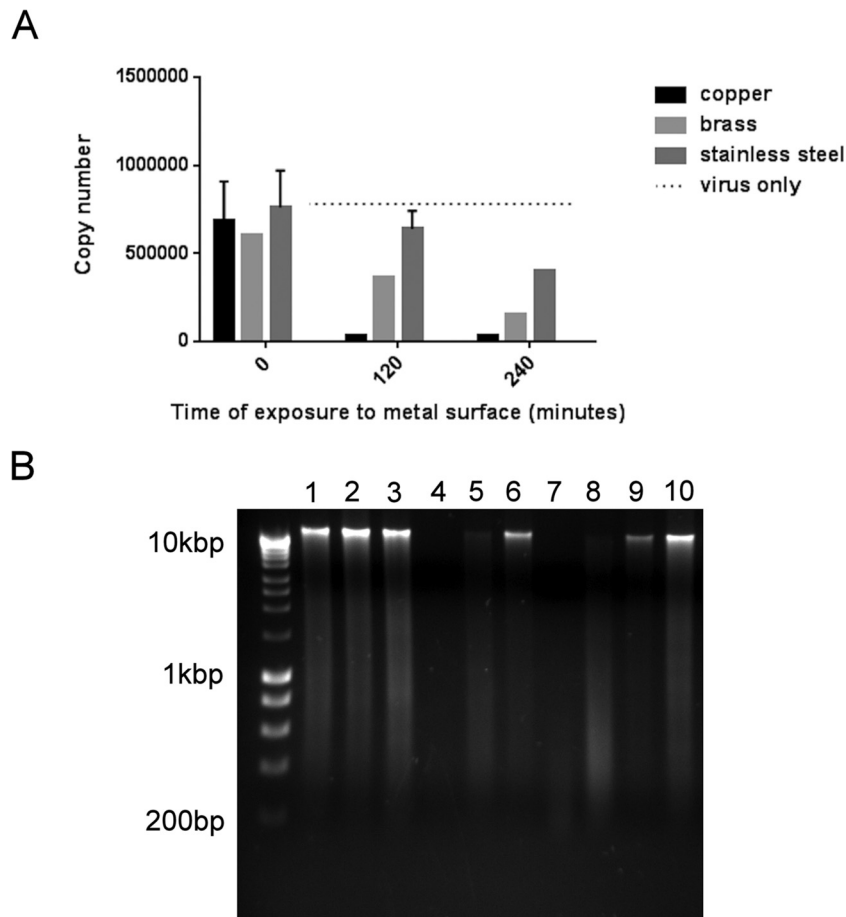 A
1500000
1000000
500000
0
Copy number
0
120
240
Time of exposure to metal surface (minutes)
copper
brass
stainless steel
virus only
B
1 2 3 4 5 6 7 8 9 10
10kbp
1kbp
200bp